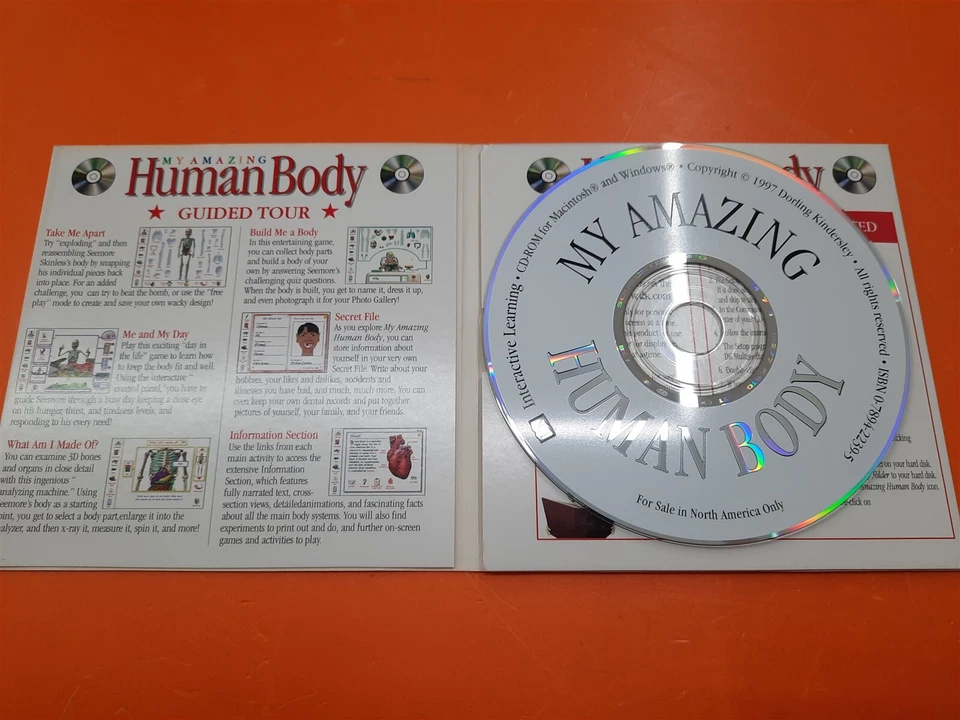 MY AMAZING
Human Body
★ GUIDED TOUR ★
Take Me Apart
Try "exploding" and then
reassembling Seemore
Skinless's body by snapping
his individual pieces back
into place. For an added
challenge, you can try to beat the bomb, or use the "free
play" mode to create and save your own wacky design!
Me and My Day
Play this exciting "day in
the life" game to learn how
to keep the body fit and well.
Using the interactive
control panel, you have to
guide Seemore through a busy day keeping a close eye
on his hunger, thirst, and tiredness levels, and
responding to his every need!
What Am I Made Of?
You can examine 3D bones
and organs in close detail
with this ingenious
"analyzing machine." Using
Seemore's body as a starting
point, you get to select a body part, enlarge it into the
analyzer, and then x-ray it, measure it, spin it, and more!
Build Me a Body
In this entertaining game,
you can collect body parts
and build a body of your
own by answering Seemore's
challenging quiz questions.
When the body is built, you get to name it, dress it up,
and even photograph it for your Photo Gallery!
Secret File
As you explore My Amazing
Human Body, you can
store information about
yourself in your very own
Secret File. Write about your
hobbies, your likes and dislikes, accidents and
illnesses you have had, and much, much more. You can
even keep your own dental records and put together
pictures of yourself, your family, and your friends.
Information Section
Use the links from each
main activity to access the
extensive Information
Section, which features
fully narrated text, cross-
section views, detailedanimations, and fascinating facts
about all the main body systems. You will also find
experiments to print out and do, and further on-screen
games and activities to play.
Interactive Learning • CD-ROM for Macintosh® and Windows® • Copyright © 1997 Dorling Kindersley • All rights reserved • ISBN 0-7894-2239-5
MY AMAZING
HUMAN BODY
For Sale in North America Only
on your hard disk.
Folder to your hard disk.
Amazing Human Body icon.